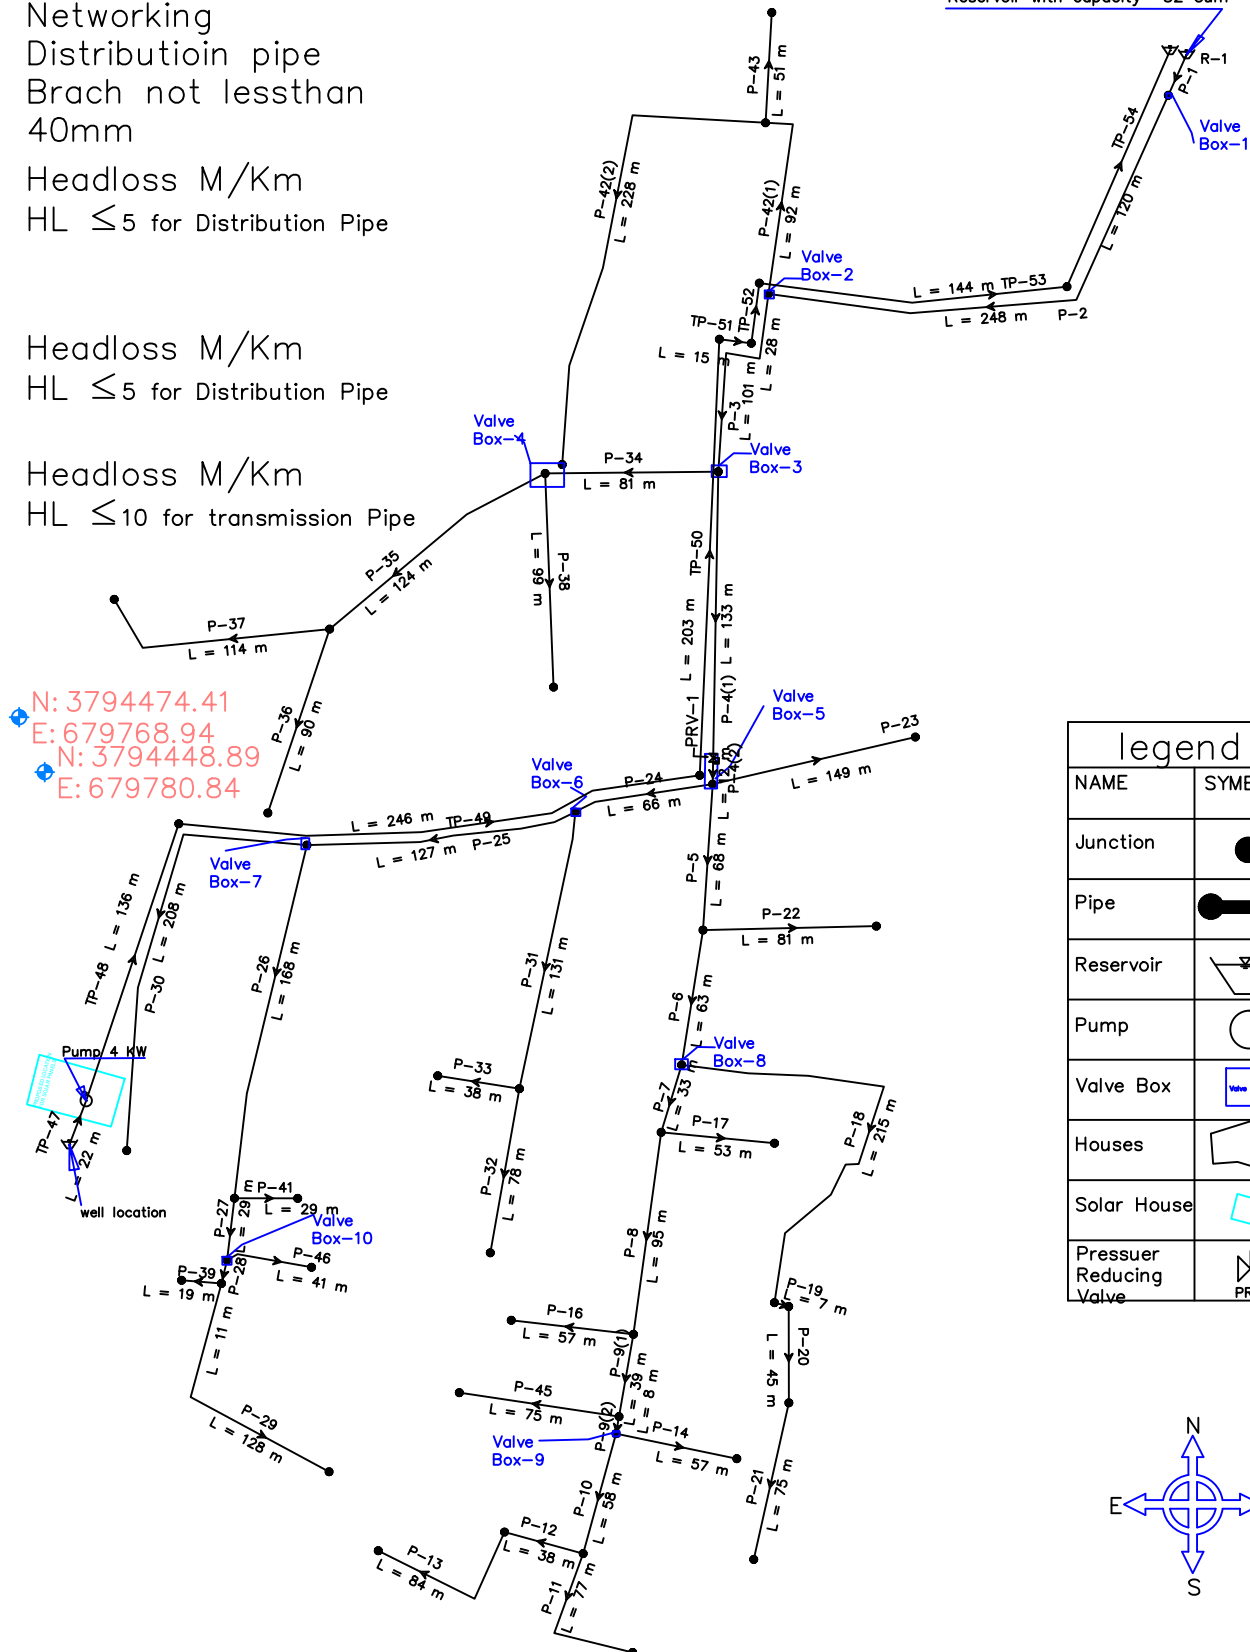 Networking
Distributioin pipe
Brach not lessthan
40mm
Headloss M/Km
HL ≤5 for Distribution Pipe
Headloss M/Km
HL ≤5 for Distribution Pipe
Headloss M/Km
HL ≤10 for transmission Pipe
R-1
P-1
Valve
Box-1
TP-54
L = 120 m
P-43
L = 51 m
P-42(2)
L = 228 m
P-42(1)
L = 92 m
Valve
Box-2
L = 144 m TP-53
L = 248 m P-2
TP-52
TP-51
L = 15 m
L = 28 m
P-3
L = 101 m
Valve
Box-4
P-34
L = 81 m
Valve
Box-3
P-35
L = 124 m
P-38
L = 99 m
TP-50
L = 203 m
P-4(1) L = 133 m
P-37
L = 114 m
P-36
L = 90 m
N: 3794474.41
E: 679768.94
N: 3794448.89
E: 679780.84
PRV-1
P-4(2)
Valve
Box-5
P-23
L = 149 m
Valve
Box-6
P-24
L = 66 m
L = 246 m TP-49
L = 127 m P-25
Valve
Box-7
P-5
L = 68 m
P-22
L = 81 m
TP-48 L = 136 m
P-30 L = 208 m
P-26
L = 168 m
P-31
L = 131 m
P-6
L = 63 m
Valve
Box-8
Pump 4 KW
TP-47
L = 22 m
well location
P-33
L = 38 m
P-32
L = 78 m
P-7
L = 33 m
P-17
L = 53 m
P-18
L = 215 m
P-27
L = 29
E P-41
L = 29 m
Valve
Box-10
P-28
P-46
L = 41 m
P-39
L = 19 m
L = 11 m
P-29
L = 128 m
P-8
L = 95 m
P-19
L = 7 m
P-20
L = 45 m
P-16
L = 57 m
P-9(1)
L = 39 m
P-45
L = 75 m
P-9(2)
L = 8 m
P-14
L = 57 m
Valve
Box-9
P-21
L = 75 m
P-10
L = 58 m
P-12
L = 38 m
P-13
L = 84 m
P-11
L = 77 m
legend
NAME
Junction
Pipe
Reservoir
Pump
Valve Box
Valve
Houses
Solar House
Pressuer
Reducing
Valve
N
E
S